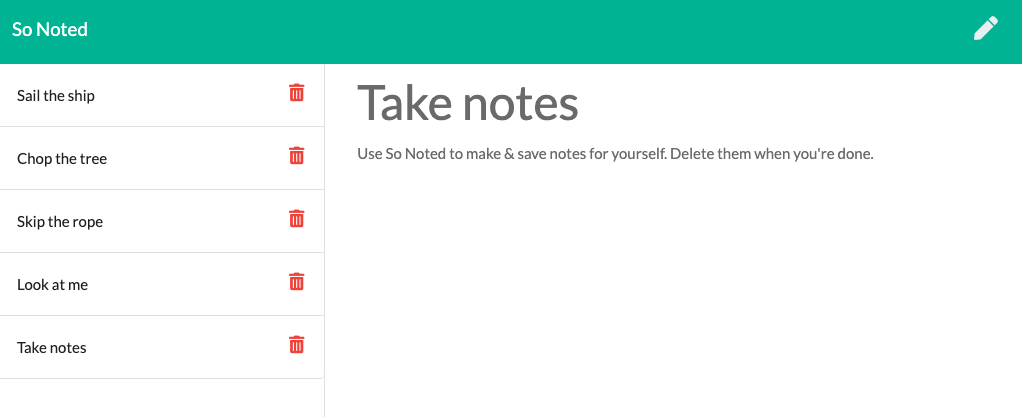 So Noted
Sail the ship
Chop the tree
Skip the rope
Look at me
Take notes
Take notes
Use So Noted to make & save notes for yourself. Delete them when you're done.